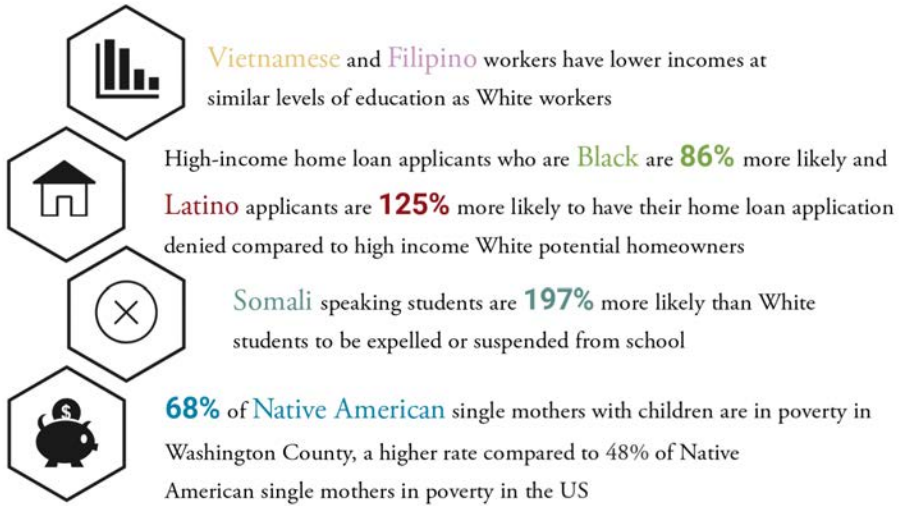 Vietnamese and Filipino workers have lower incomes at
similar levels of education as White workers
High-income home loan applicants who are Black are 86% more likely and
Latino applicants are 125% more likely to have their home loan application
denied compared to high income White potential homeowners
Somali speaking students are 197% more likely than White
students to be expelled or suspended from school
$
68% of Native American single mothers with children are in poverty in
Washington County, a higher rate compared to 48% of Native
American single mothers in poverty in the US